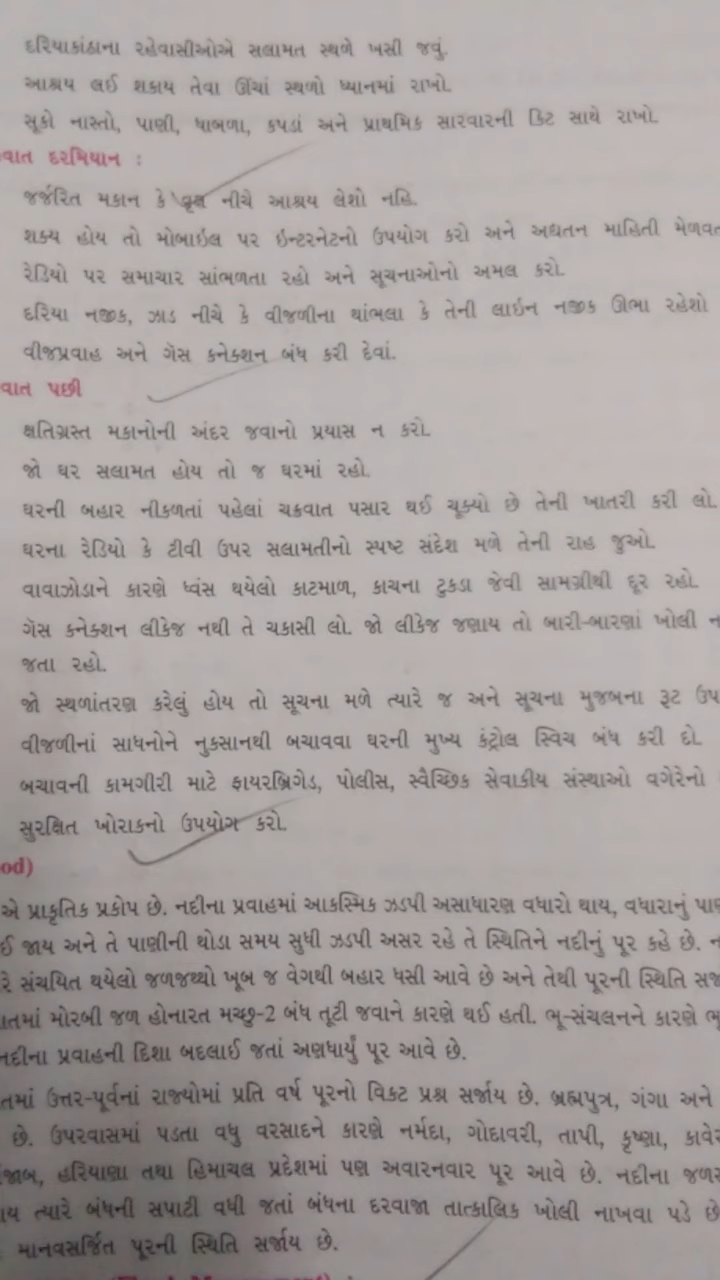 દરિયાકાંઠાના રહેવાસીઓએ સલામત સ્થળે ખસી જવું.
આશ્રય લઈ શકાય તેવા ઊંચાં સ્થળો ધ્યાનમાં રાખો.
સૂકો નાસ્તો, પાણી, ધાબળા, કપડાં અને પ્રાથમિક સારવારની કિટ સાથે રાખો.
વાત દરમિયાન :
જર્જરિત મકાન કે વૃક્ષ નીચે આશ્રય લેશો નહિ.
શક્ય હોય તો મોબાઇલ પર ઇન્ટરનેટનો ઉપયોગ કરો અને અદ્યતન માહિતી મેળવત
રેડિયો પર સમાચાર સાંભળતા રહો અને સૂચનાઓનો અમલ કરો.
દરિયા નજીક, ઝાડ નીચે કે વીજળીના થાંભલા કે તેની લાઇન નજીક ઊભા રહેશો
વીજપ્રવાહ અને ગૅસ કનેક્શન બંધ કરી દેવાં.
વાત પછી
ક્ષતિગ્રસ્ત મકાનોની અંદર જવાનો પ્રયાસ ન કરો.
જો ઘર સલામત હોય તો જ ઘરમાં રહો.
ઘરની બહાર નીકળતાં પહેલાં ચક્રવાત પસાર થઈ ચૂક્યો છે તેની ખાતરી કરી લો.
ઘરના રેડિયો કે ટીવી ઉપર સલામતીનો સ્પષ્ટ સંદેશ મળે તેની રાહ જુઓ.
વાવાઝોડાને કારણે ધ્વંસ થયેલો કાટમાળ, કાચના ટુકડા જેવી સામગ્રીથી દૂર રહો.
ગૅસ કનેક્શન લીકેજ નથી તે ચકાસી લો. જો લીકેજ જણાય તો બારી-બારણાં ખોલી ન
જતા રહો.
જો સ્થળાંતરણ કરેલું હોય તો સૂચના મળે ત્યારે જ અને સૂચના મુજબના રૂટ ઉપ
વીજળીનાં સાધનોને નુકસાનથી બચાવવા ઘરની મુખ્ય કંટ્રોલ સ્વિચ બંધ કરી દો.
બચાવની કામગીરી માટે ફાયરબ્રિગેડ, પોલીસ, સ્વૈચ્છિક સેવાકીય સંસ્થાઓ વગેરેનો
સુરક્ષિત ખોરાકનો ઉપયોગ કરો.
od)
એ પ્રાકૃતિક પ્રકોપ છે. નદીના પ્રવાહમાં આકસ્મિક ઝડપી અસાધારણ વધારો થાય, વધારાનું પા
ઈ જાય અને તે પાણીની થોડા સમય સુધી ઝડપી અસર રહે તે સ્થિતિને નદીનું પૂર કહે છે. ન
રે સંચયિત થયેલો જળજથ્થો ખૂબ જ વેગથી બહાર ધસી આવે છે અને તેથી પૂરની સ્થિતિ સજ
ાતમાં મોરબી જળ હોનારત મચ્છુ-2 બંધ તૂટી જવાને કારણે થઈ હતી. ભૂ-સંચલનને કારણે ભૂ
નદીના પ્રવાહની દિશા બદલાઈ જતાં અણધાર્યું પૂર આવે છે.
તમાં ઉત્તર-પૂર્વનાં રાજ્યોમાં પ્રતિ વર્ષ પૂરનો વિકટ પ્રશ્ન સર્જાય છે. બ્રહ્મપુત્ર, ગંગા અને
છે. ઉપરવાસમાં પડતા વધુ વરસાદને કારણે નર્મદા, ગોદાવરી, તાપી, કૃષ્ણા, કાવે
જાબ, હરિયાણા તથા હિમાચલ પ્રદેશમાં પણ અવારનવાર પૂર આવે છે. નદીના જળ
ાય ત્યારે બંધની સપાટી વધી જતાં બંધના દરવાજા તાત્કાલિક ખોલી નાખવા પડે છે
માનવસર્જિત પૂરની સ્થિતિ સર્જાય છે.